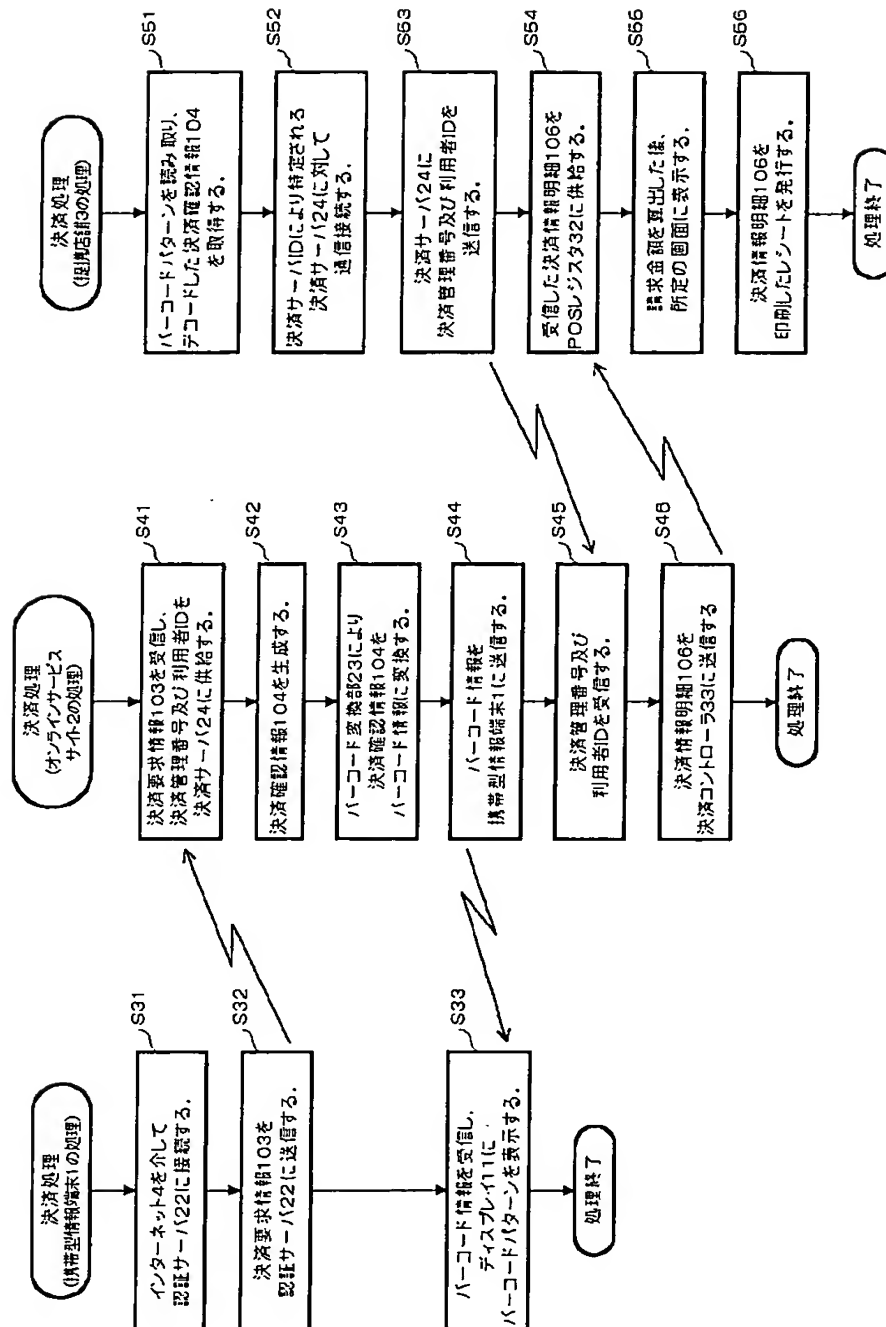 決済処理
(携帯型情報端末1の処理)
S31
インターネット4を介して
認証サーバ22に接続する.
S32
決済要求情報103を
認証サーバ22に送信する.
S33
バーコード情報を受信し,
ディスプレイ11に
バーコードパターンを表示する.
処理終了
決済処理
(オンラインサービス
サイト2の処理)
S41
決済要求情報103を受信し,
決済管理番号及び利用者IDを
決済サーバ24に供給する.
S42
決済確認情報104を生成する.
S43
バーコード変換部23により
決済確認情報104を
バーコード情報に変換する.
S44
バーコード情報を
携帯型情報端末1に送信する.
S45
決済管理番号及び
利用者IDを受信する.
S46
決済情報明細106を
決済コントローラ33に送信する
処理終了
決済処理
(提携店舗3の処理)
S51
バーコードパターンを読み取り,
デコードした決済確認情報104
を取得する.
S52
決済サーバIDにより特定される
決済サーバ24に対して
通信接続する.
S53
決済サーバ24に
決済管理番号及び利用者IDを
送信する.
S54
受信した決済情報明細106を
POSレジスタ32に供給する.
S55
請求金額を算出した後,
所定の画面に表示する.
S56
決済情報明細106を
印刷したレシートを発行する.
処理終了